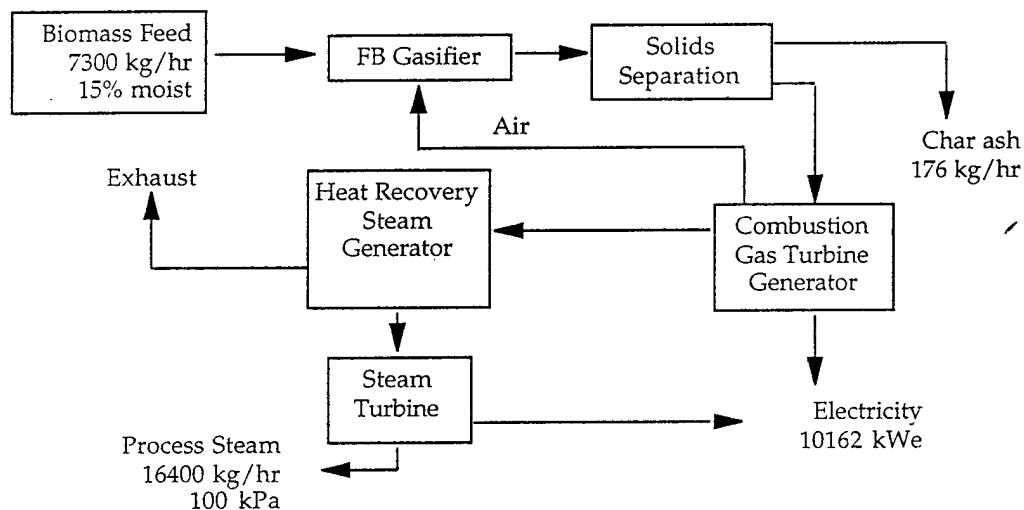 Biomass Feed
7300 kg/hr
15% moist
FB Gasifier
Solids
Separation
Char ash
176 kg/hr
Air
Exhaust
Heat Recovery
Steam
Generator
Combustion
Gas Turbine
Generator
Steam
Turbine
Electricity
10162 kWe
Process Steam
16400 kg/hr
100 kPa